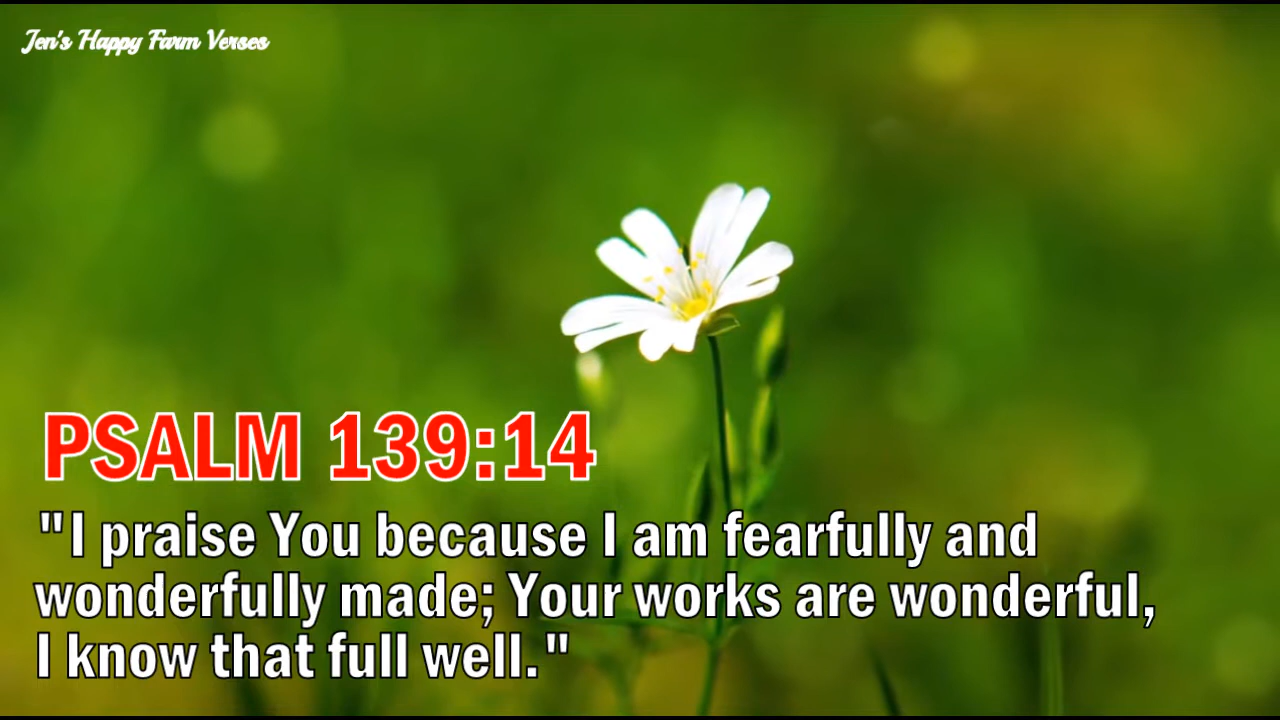 Jen's Happy Farm Verses
PSALM 139:14
"I praise You because I am fearfully and
wonderfully made; Your works are wonderful,
I know that full well."